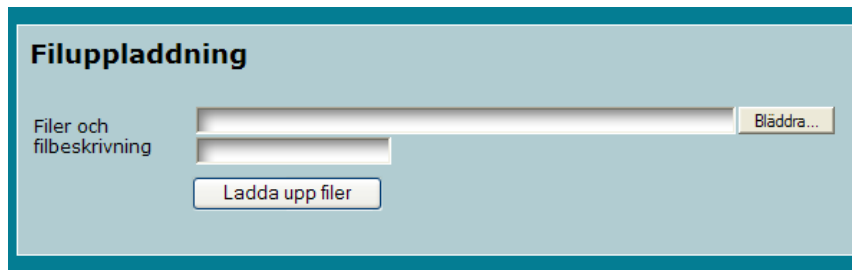 Filuppladdning
Filer och
filbeskrivning
Bläddra...
Ladda upp filer